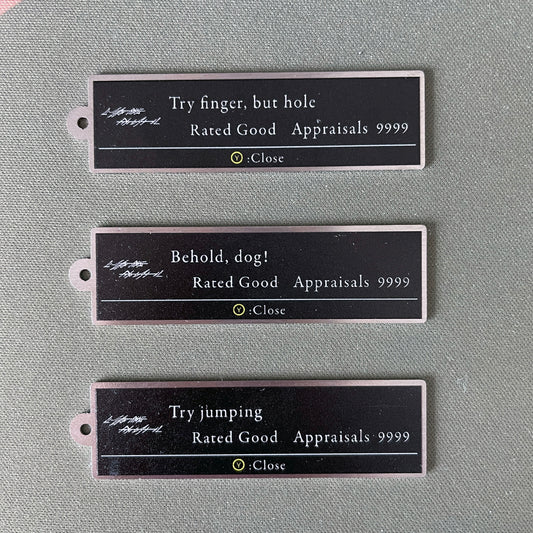 Try finger, but hole
Rated Good Appraisals 9999
Y :Close
Behold, dog!
Rated Good Appraisals 9999
Y :Close
Try jumping
Rated Good Appraisals 9999
Y :Close